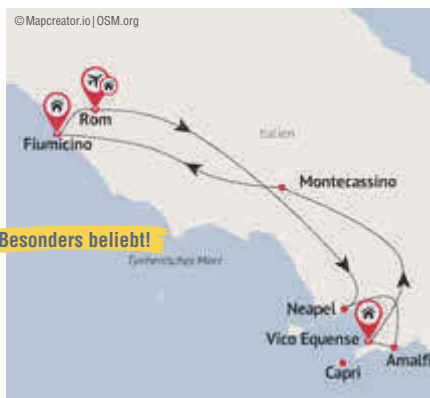 ©Mapcreator.io | OSM.org
Rom
Fiumicino
Italien
Montecassino
Besonders beliebt!
Tyrrhenisches Meer
Neapel
Vico Equense
Amalfi
Capri